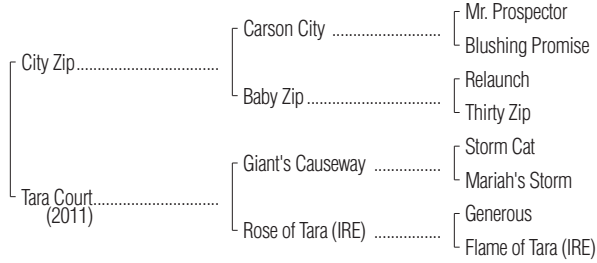 Mr. Prospector
Carson City ......................
Blushing Promise
City Zip.................................
Relaunch
Baby Zip...........................
Thirty Zip
Storm Cat
Giant's Causeway .............
Mariah's Storm
Tara Court.............................
(2011)
Generous
Rose of Tara (IRE) .............
Flame of Tara (IRE)